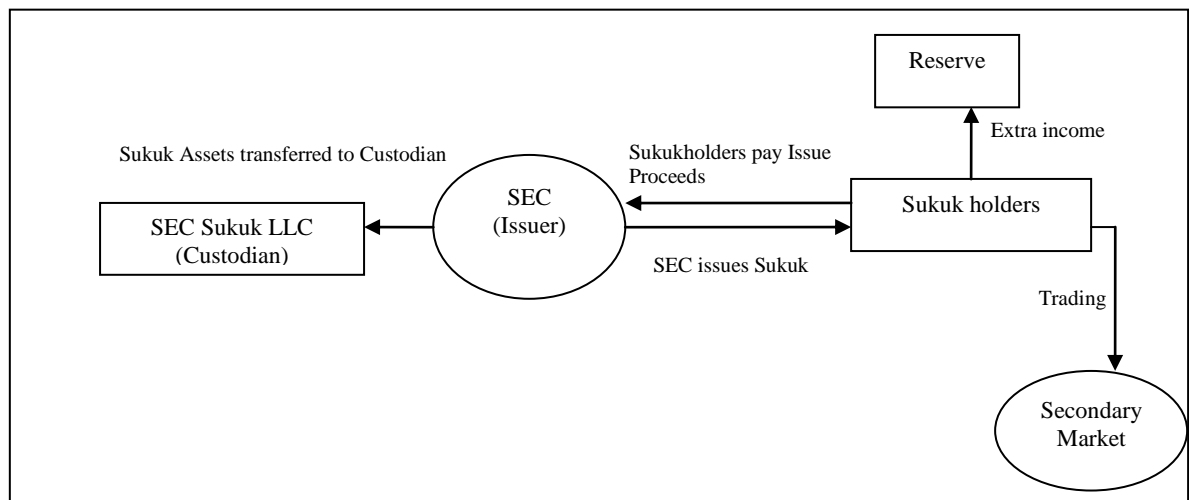 Reserve
Extra income
Sukuk Assets transferred to Custodian
Sukukholders pay Issue
Proceeds
SEC
(Issuer)
Sukuk holders
SEC Sukuk LLC
(Custodian)
SEC issues Sukuk
Trading
Secondary
Market